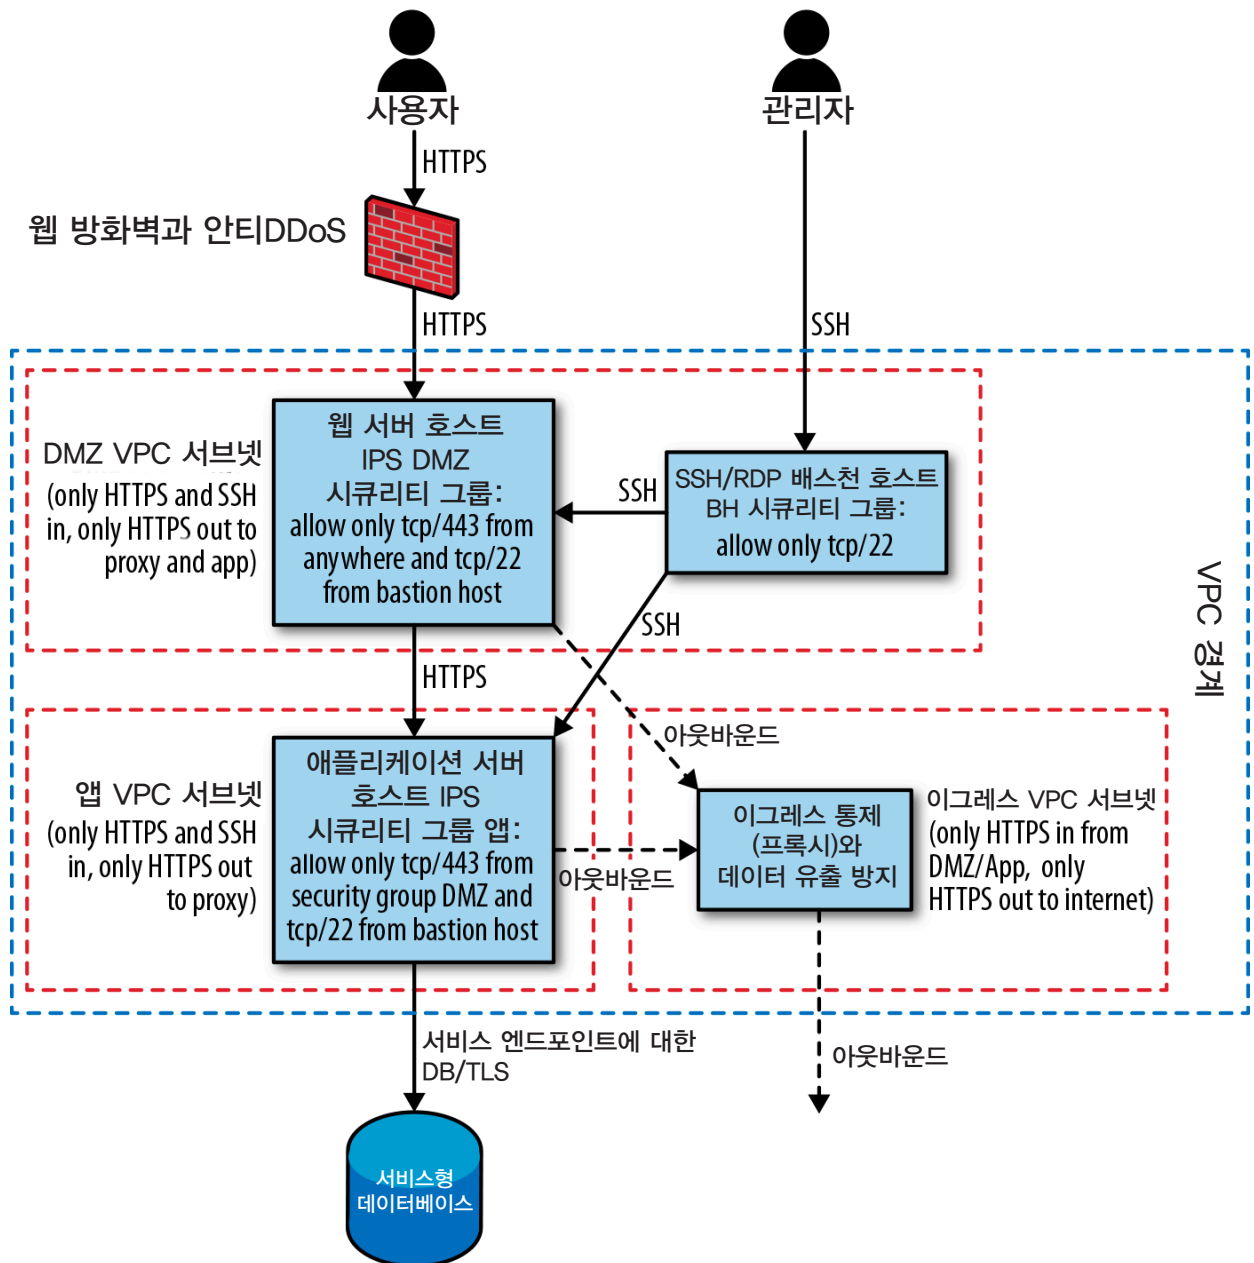 사용자
관리자
HTTPS
웹 방화벽과 안티DDoS
HTTPS
SSH
DMZ VPC 서브넷
(only HTTPS and SSH
in, only HTTPS out to
proxy and app)
웹 서버 호스트
IPS DMZ
시큐리티 그룹:
allow only tcp/443 from
anywhere and tcp/22
from bastion host
SSH
SSH/RDP 배스천 호스트
BH 시큐리티 그룹:
allow only tcp/22
SSH
HTTPS
VPC 경계
아웃바운드
앱 VPC 서브넷
(only HTTPS and SSH
in, only HTTPS out
to proxy)
애플리케이션 서버
호스트 IPS
시큐리티 그룹 앱:
allow only tcp/443 from
security group DMZ and
tcp/22 from bastion host
아웃바운드
이그레스 통제
(프록시)와
데이터 유출 방지
이그레스 VPC 서브넷
(only HTTPS in from
DMZ/App, only
HTTPS out to internet)
서비스 엔드포인트에 대한
DB/TLS
아웃바운드
서비스형
데이터베이스